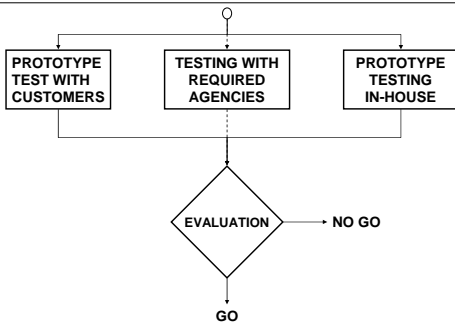 PROTOTYPE
TEST WITH
CUSTOMERS
TESTING WITH
REQUIRED
AGENCIES
PROTOTYPE
TESTING
IN-HOUSE
EVALUATION
NO GO
GO